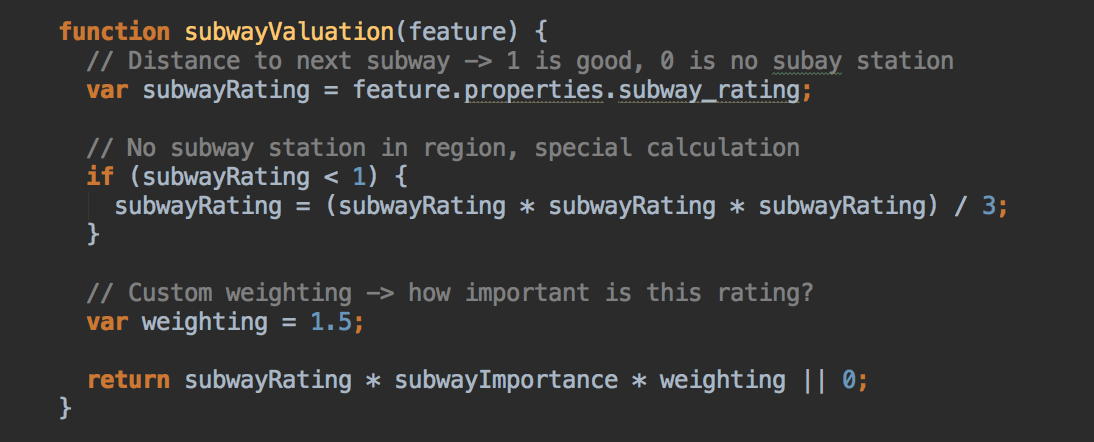 function subwayValuation(feature) {
// Distance to next subway -> 1 is good, 0 is no subay station
var subwayRating = feature.properties.subway_rating;
// No subway station in region, special calculation
if (subwayRating < 1) {
subwayRating = (subwayRating * subwayRating * subwayRating) / 3;
}
// Custom weighting -> how important is this rating?
var weighting = 1.5;
return subwayRating * subwayImportance * weighting || 0;
}